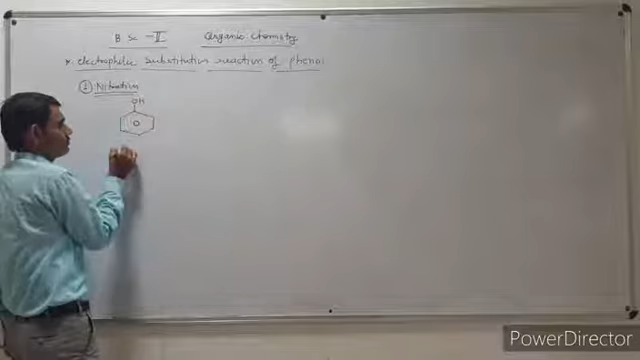 B Sc -II Organic Chemistry
* electrophilic substitution reaction of phenol
① Nitration
OH
PowerDirector